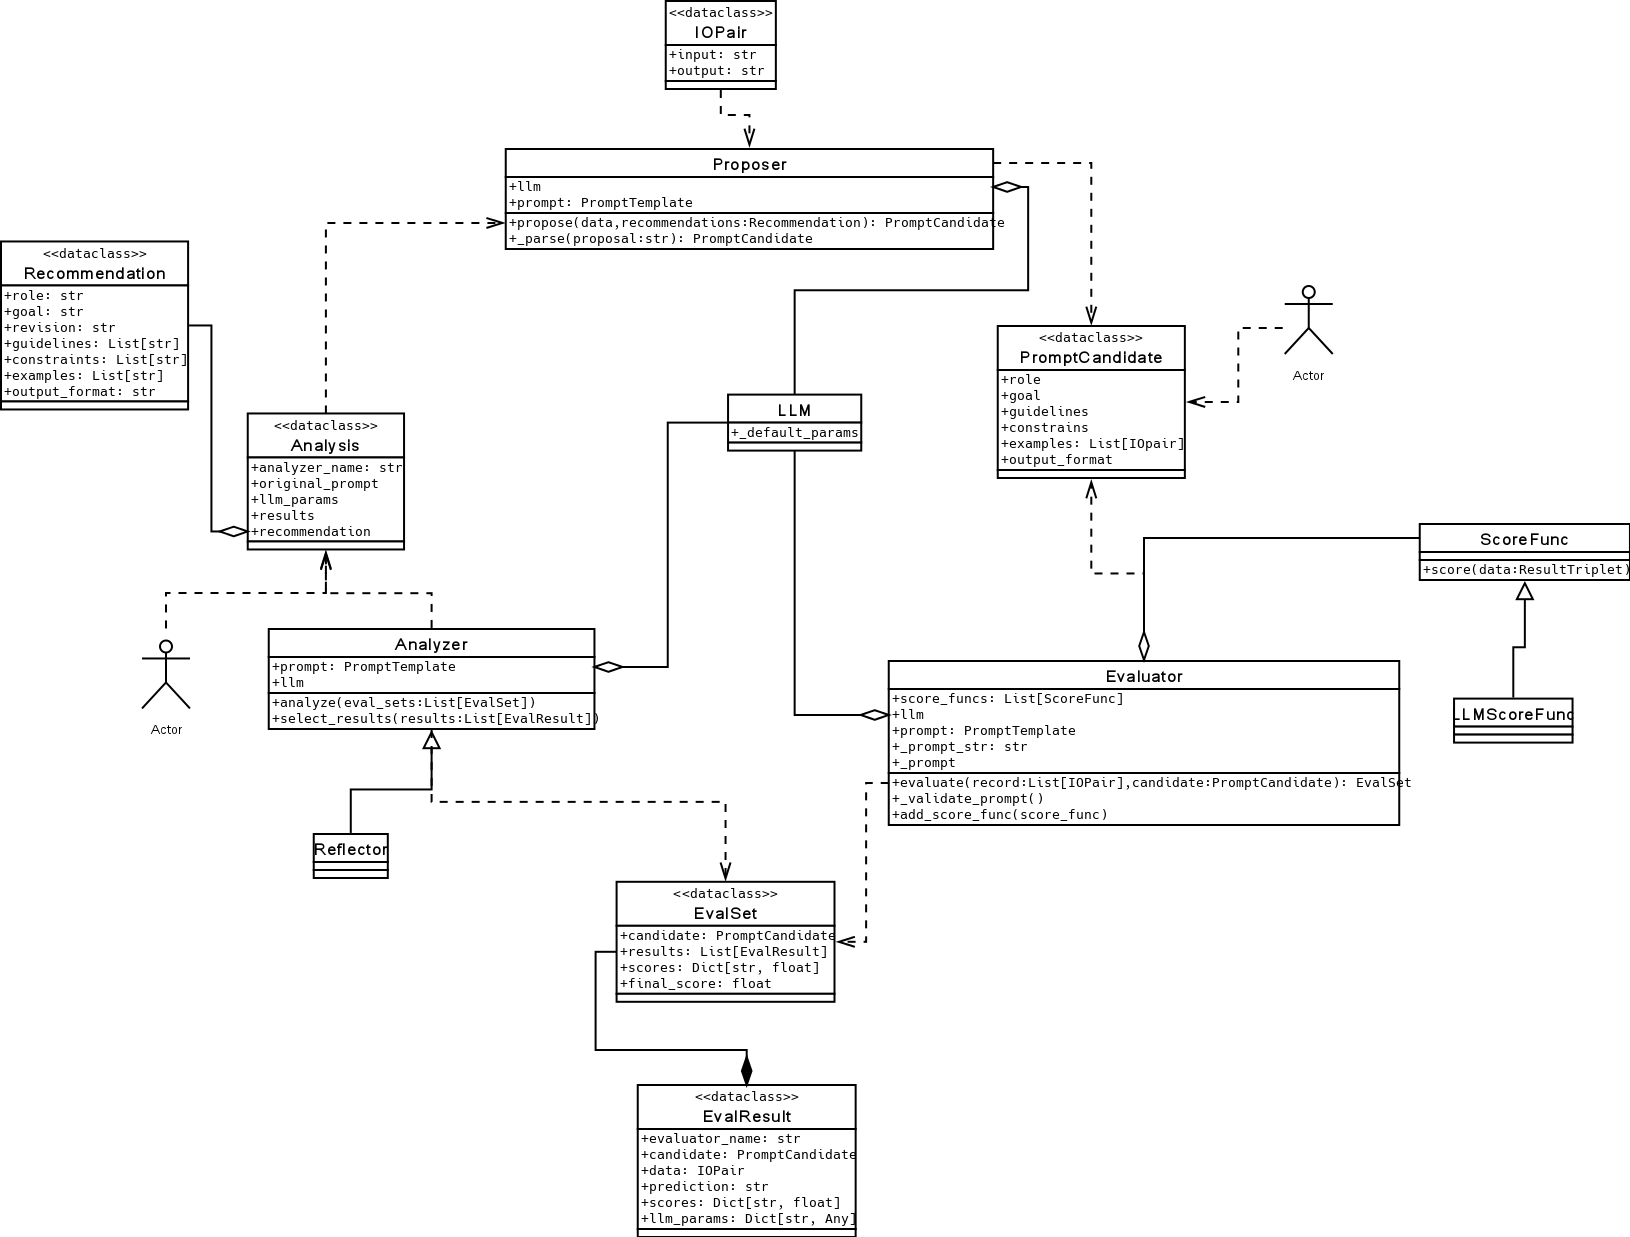 <<dataclass>>
IOPair
+input: str
+output: str
Proposer
+llm
+prompt: PromptTemplate
+propose(data,recommendations:Recommendation): PromptCandidate
+_parse(proposal:str): PromptCandidate
<<dataclass>>
Recommendation
+role: str
+goal: str
+revision: str
+guidelines: List[str]
+constraints: List[str]
+examples: List[str]
+output_format: str
<<dataclass>>
PromptCandidate
+role
+goal
+guidelines
+constrains
+examples: List[IOpair]
+output_format
Actor
LLM
+_default_params
<<dataclass>>
Analysis
+analyzer_name: str
+original_prompt
+llm_params
+results
+recommendation
ScoreFunc
+score(data:ResultTriplet)
Actor
Analyzer
+prompt: PromptTemplate
+llm
+analyze(eval_sets:List[EvalSet])
+select_results(results:List[EvalResult])
Evaluator
+score_funcs: List[ScoreFunc]
+llm
+prompt: PromptTemplate
+_prompt_str: str
+_prompt
+evaluate(record:List[IOPair],candidate:PromptCandidate): EvalSet
+_validate_prompt()
+add_score_func(score_func)
LLMScoreFunc
Reflector
<<dataclass>>
EvalSet
+candidate: PromptCandidate
+results: List[EvalResult]
+scores: Dict[str, float]
+final_score: float
<<dataclass>>
EvalResult
+evaluator_name: str
+candidate: PromptCandidate
+data: IOPair
+prediction: str
+scores: Dict[str, float]
+llm_params: Dict[str, Any]